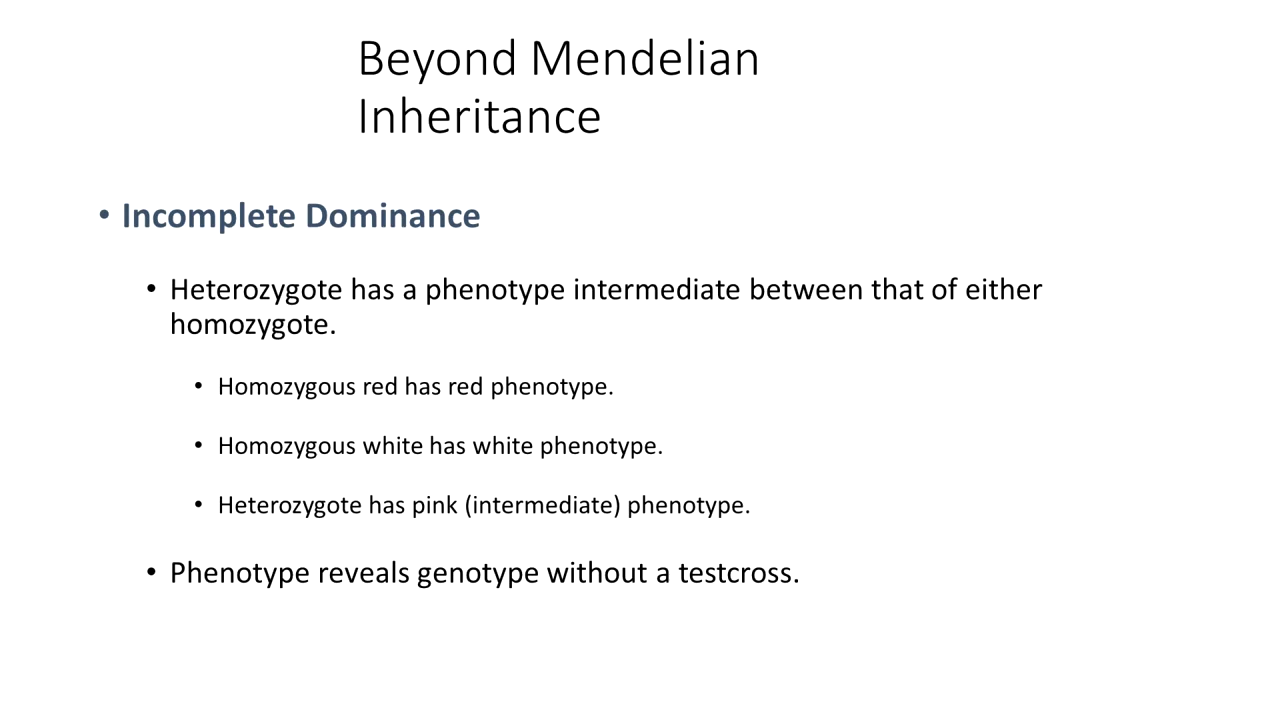 Beyond Mendelian
Inheritance
• Incomplete Dominance
• Heterozygote has a phenotype intermediate between that of either
homozygote.
• Homozygous red has red phenotype.
• Homozygous white has white phenotype.
• Heterozygote has pink (intermediate) phenotype.
• Phenotype reveals genotype without a testcross.